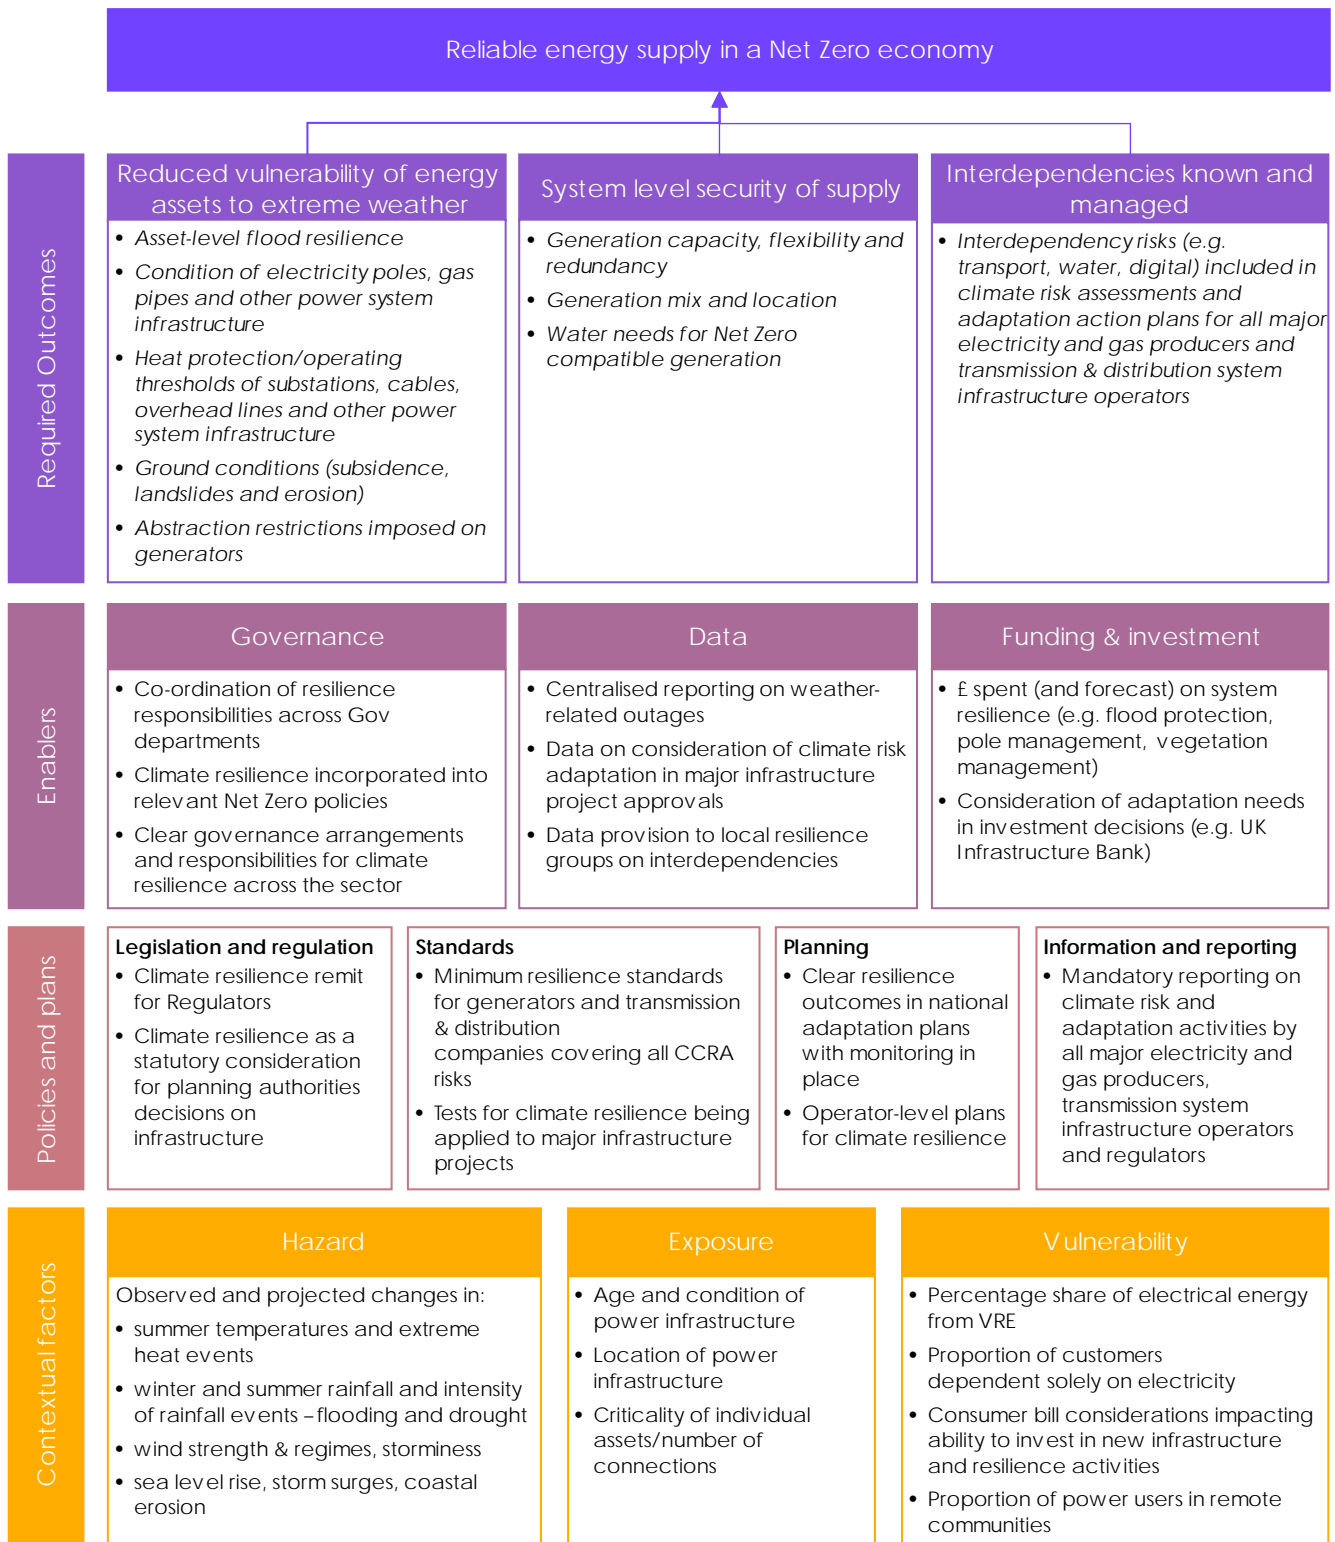 Reliable energy supply in a Net Zero economy
Required Outcomes
Reduced vulnerability of energy
assets to extreme weather
• Asset-level flood resilience
• Condition of electricity poles, gas
pipes and other power system
infrastructure
• Heat protection/operating
thresholds of substations, cables,
overhead lines and other power
system infrastructure
• Ground conditions (subsidence,
landslides and erosion)
• Abstraction restrictions imposed on
generators
System level security of supply
• Generation capacity, flexibility and
redundancy
• Generation mix and location
• Water needs for Net Zero
compatible generation
Interdependencies known and
managed
• Interdependency risks (e.g.
transport, water, digital) included in
climate risk assessments and
adaptation action plans for all major
electricity and gas producers and
transmission & distribution system
infrastructure operators
Enablers
Governance
• Co-ordination of resilience
responsibilities across Gov
departments
• Climate resilience incorporated into
relevant Net Zero policies
• Clear governance arrangements
and responsibilities for climate
resilience across the sector
Data
• Centralised reporting on weather-
related outages
• Data on consideration of climate risk
adaptation in major infrastructure
project approvals
• Data provision to local resilience
groups on interdependencies
Funding & investment
• £ spent (and forecast) on system
resilience (e.g. flood protection,
pole management, vegetation
management)
• Consideration of adaptation needs
in investment decisions (e.g. UK
Infrastructure Bank)
Policies and plans
Legislation and regulation
• Climate resilience remit
for Regulators
• Climate resilience as a
statutory consideration
for planning authorities
decisions on
infrastructure
Standards
• Minimum resilience standards
for generators and transmission
& distribution
companies covering all CCRA
risks
• Tests for climate resilience being
applied to major infrastructure
projects
Planning
• Clear resilience
outcomes in national
adaptation plans
with monitoring in
place
• Operator-level plans
for climate resilience
Information and reporting
• Mandatory reporting on
climate risk and
adaptation activities by
all major electricity and
gas producers,
transmission system
infrastructure operators
and regulators
Contextual factors
Hazard
Observed and projected changes in:
• summer temperatures and extreme
heat events
• winter and summer rainfall and intensity
of rainfall events – flooding and drought
• wind strength & regimes, storminess
• sea level rise, storm surges, coastal
erosion
Exposure
• Age and condition of
power infrastructure
• Location of power
infrastructure
• Criticality of individual
assets/number of
connections
Vulnerability
• Percentage share of electrical energy
from VRE
• Proportion of customers
dependent solely on electricity
• Consumer bill considerations impacting
ability to invest in new infrastructure
and resilience activities
• Proportion of power users in remote
communities